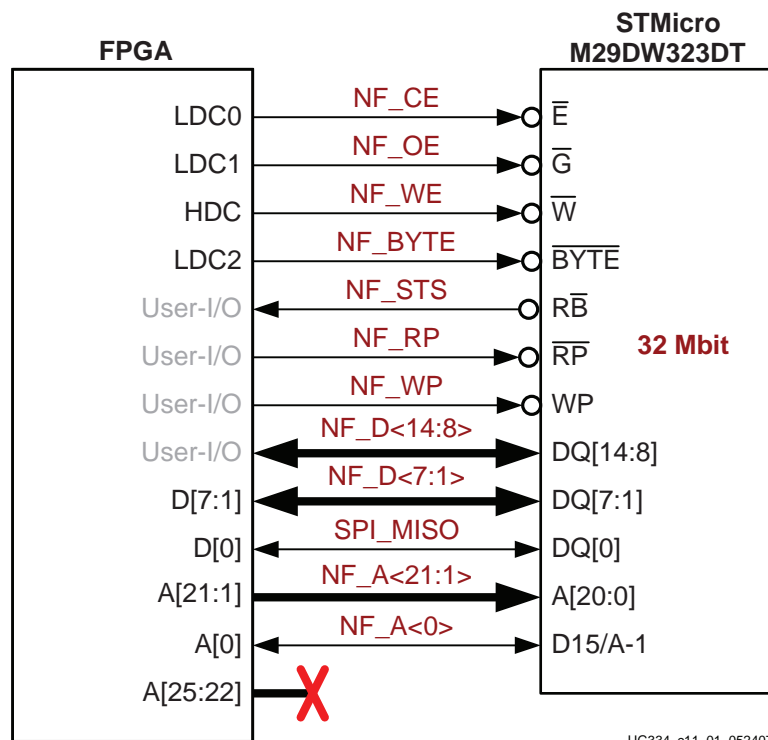 STMicro
FPGA M29DW323DT
LDC0 NF_CE E̅
LDC1 NF_OE G̅
HDC NF_WE W̅
LDC2 NF_BYTE B̅Y̅T̅E̅
User-I/O NF_STS RB̅
User-I/O NF_RP R̅P̅ 32 Mbit
User-I/O NF_WP WP
User-I/O NF_D<14:8> DQ[14:8]
D[7:1] NF_D<7:1> DQ[7:1]
D[0] SPI_MISO DQ[0]
A[21:1] NF_A<21:1> A[20:0]
A[0] NF_A<0> D15/A-1
A[25:22]